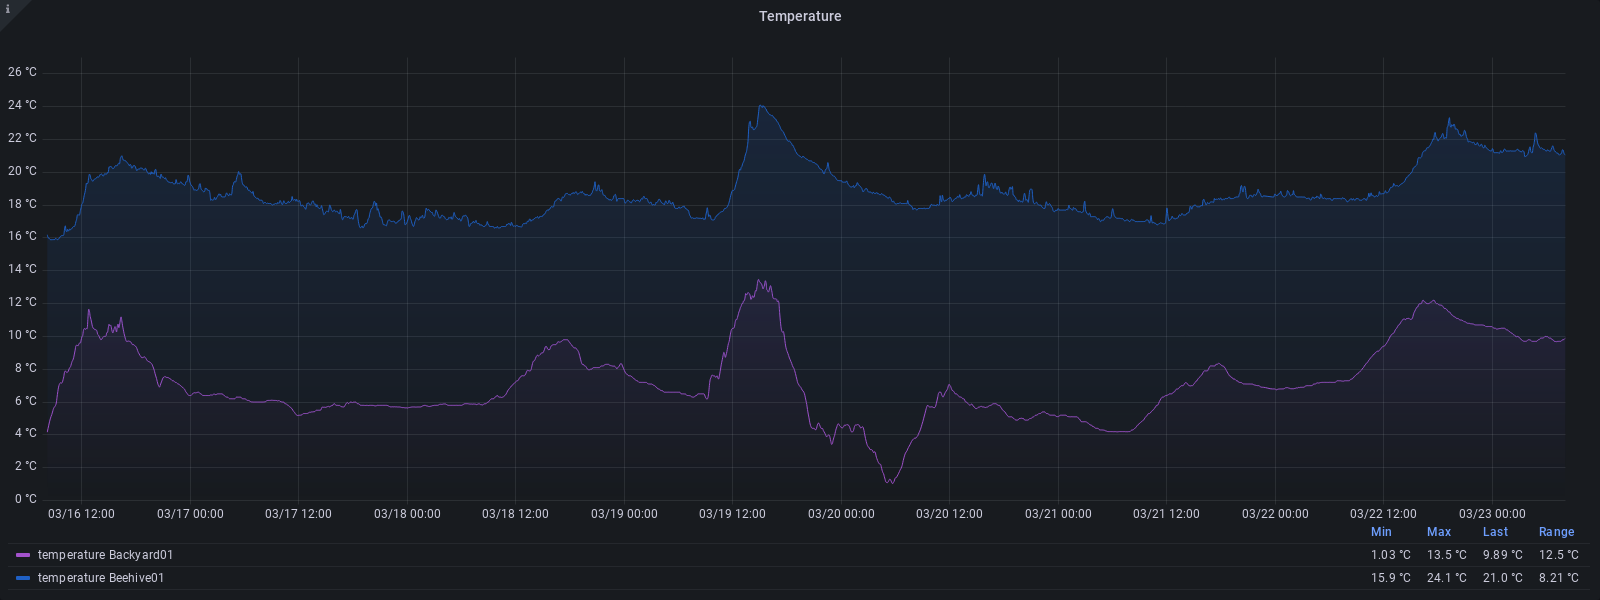 i
Temperature
26 °C
24 °C
22 °C
20 °C
18 °C
16 °C
14 °C
12 °C
10 °C
8 °C
6 °C
4 °C
2 °C
0 °C
03/16 12:00 03/17 00:00 03/17 12:00 03/18 00:00 03/18 12:00 03/19 00:00 03/19 12:00 03/20 00:00 03/20 12:00 03/21 00:00 03/21 12:00 03/22 00:00 03/22 12:00 03/23 00:00
Min Max Last Range
temperature Backyard01 1.03 °C 13.5 °C 9.89 °C 12.5 °C
temperature Beehive01 15.9 °C 24.1 °C 21.0 °C 8.21 °C